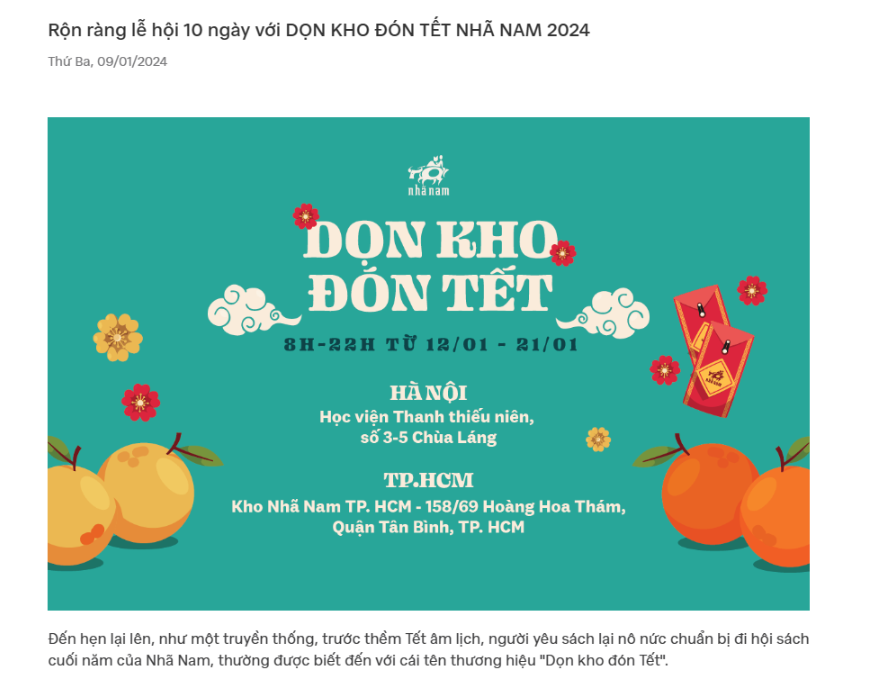 Rộn ràng lễ hội 10 ngày với DỌN KHO ĐÓN TẾT NHÃ NAM 2024
Thứ Ba, 09/01/2024
nhã nam
DỌN KHO
ĐÓN TẾT
8H-22H TỪ 12/01 - 21/01
HÀ NỘI
Học viện Thanh thiếu niên,
số 3-5 Chùa Láng
TP.HCM
Kho Nhã Nam TP. HCM - 158/69 Hoàng Hoa Thám,
Quận Tân Bình, TP. HCM
Đến hẹn lại lên, như một truyền thống, trước thềm Tết âm lịch, người yêu sách lại nô nức chuẩn bị đi hội sách
cuối năm của Nhã Nam, thường được biết đến với cái tên thương hiệu "Dọn kho đón Tết".